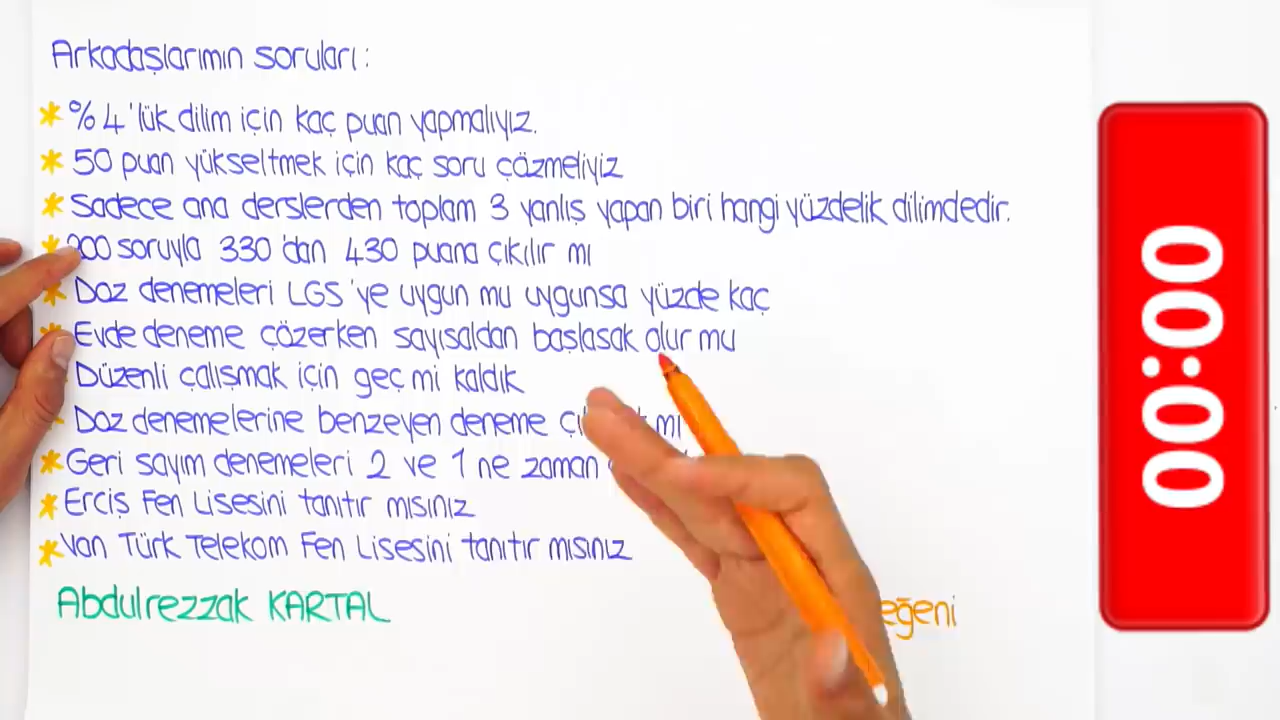 Arkadaşlarımın soruları:
* %4'lük dilim için kaç puan yapmalıyız.
* 50 puan yükseltmek için kaç soru çözmeliyiz
* Sadece ana derslerden toplam 3 yanlış yapan biri hangi yüzdelik dilimdedir.
* soruyla 330'dan 430 puana çıkılır mı
* Doz denemeleri LGS'ye uygun mu uygunsa yüzde kaç
* Evde deneme çözerken sayısaldan başlasak olur mu
Düzenli çalışmak için geç mi kaldık
Doz denemelerine benzeyen deneme mı
* Geri sayım denemeleri 2 ve 1 ne zaman
* Erciş Fen Lisesini tanıtır mısınız
* Van Türk Telekom Fen Lisesini tanıtır mısınız
Abdulrezzak KARTAL
00:00